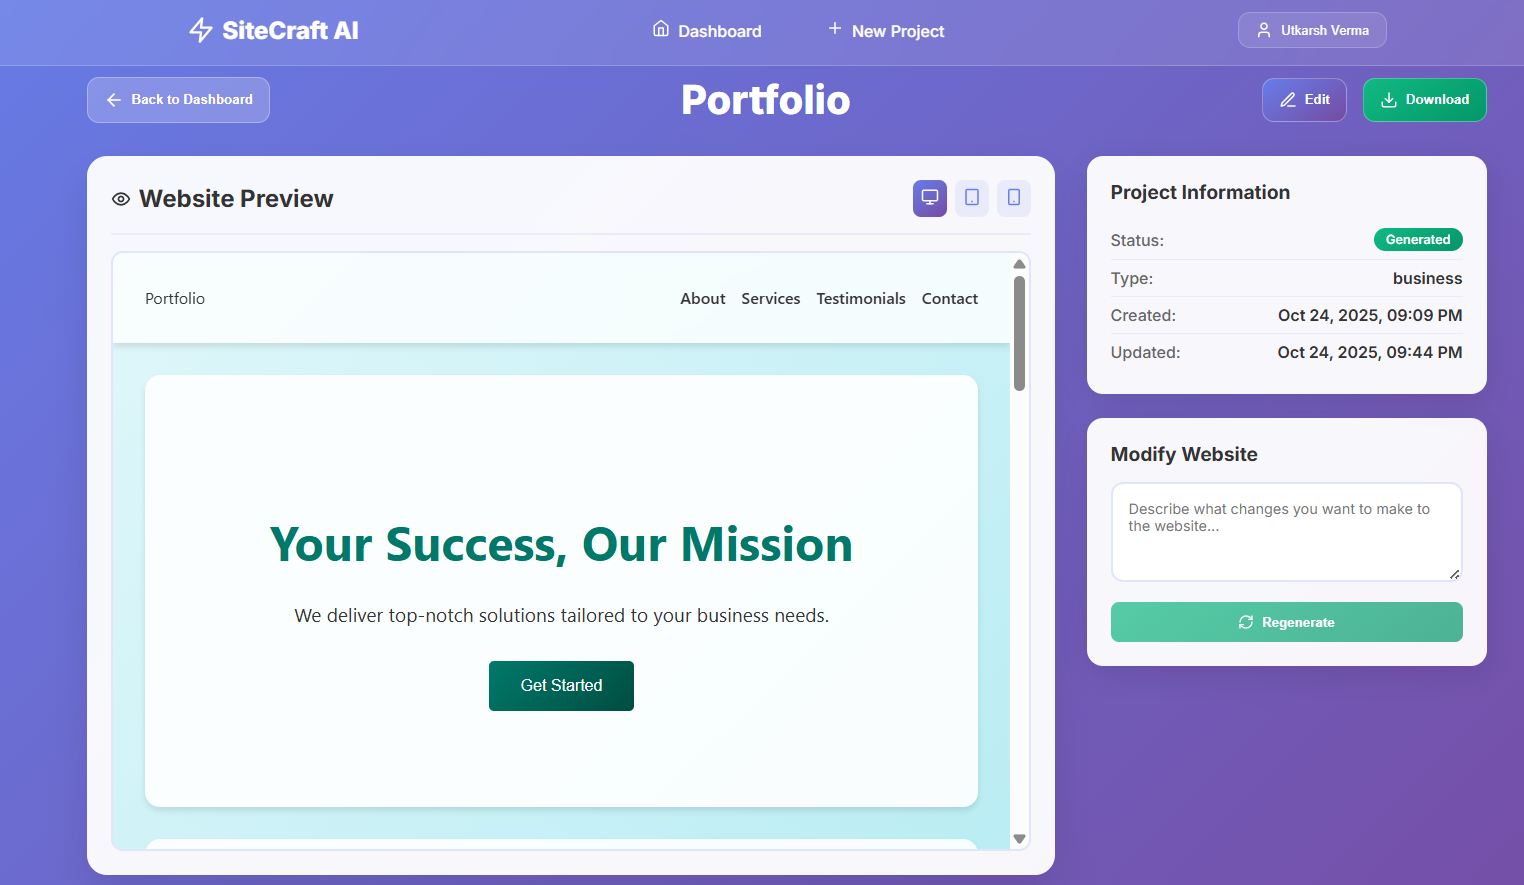 SiteCraft AI
Dashboard
New Project
Utkarsh Verma
Back to Dashboard
Portfolio
Edit
Download
Website Preview
Portfolio
About
Services
Testimonials
Contact
Your Success, Our Mission
We deliver top-notch solutions tailored to your business needs.
Get Started
Project Information
Status: Generated
Type: business
Created: Oct 24, 2025, 09:09 PM
Updated: Oct 24, 2025, 09:44 PM
Modify Website
Describe what changes you want to make to
the website...
Regenerate